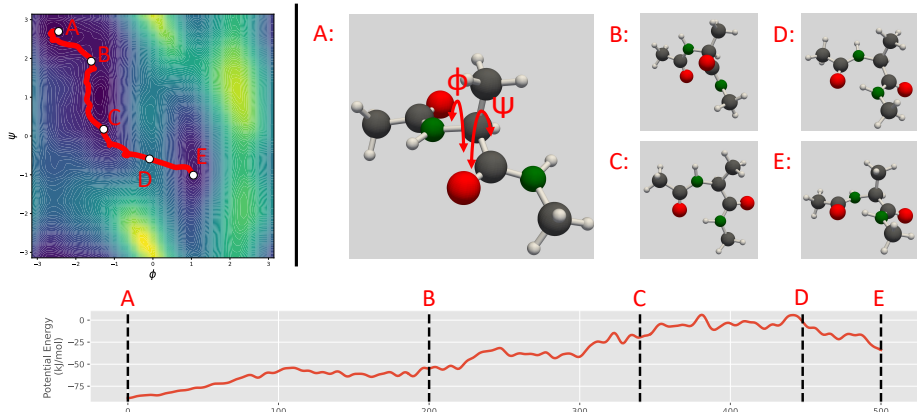 3
2
1
0
−1
−2
−3
ψ
−3
−2
−1
0
1
2
3
ϕ
A
B
C
D
E
A:
Φ
Ψ
B:
D:
C:
E:
A
B
C
D
E
Potential Energy
(kJ/mol)
0
−25
−50
−75
0
100
200
300
400
500